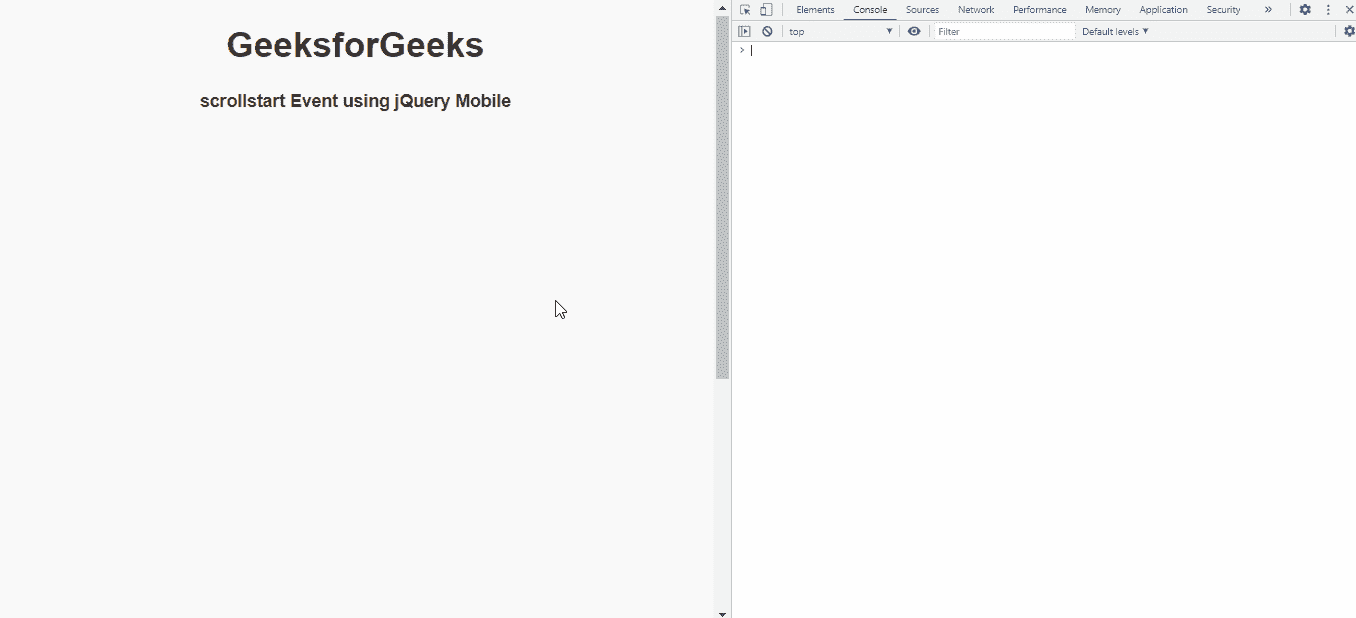 GeeksforGeeks
scrollstart Event using jQuery Mobile
Elements Console Sources Network Performance Memory Application Security »
top Filter Default levels